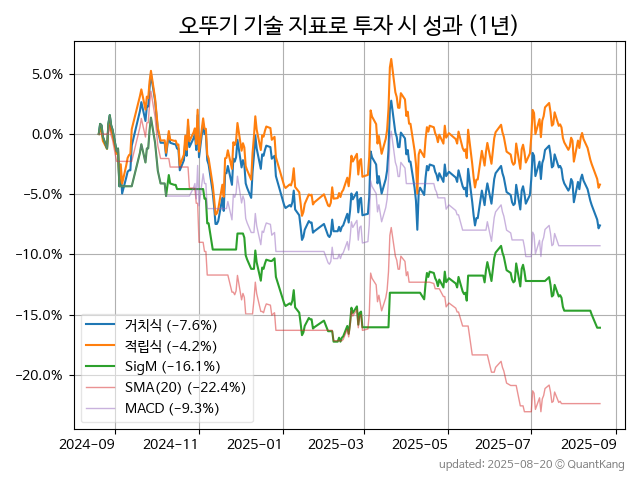 오뚜기 기술 지표로 투자 시 성과 (1년)
5.0%
0.0%
−5.0%
−10.0%
−15.0%
−20.0%
거치식 (−7.6%)
적립식 (−4.2%)
SigM (−16.1%)
SMA(20) (−22.4%)
MACD (−9.3%)
2024-09 2024-11 2025-01 2025-03 2025-05 2025-07 2025-09
updated: 2025-08-20 © QuantKang